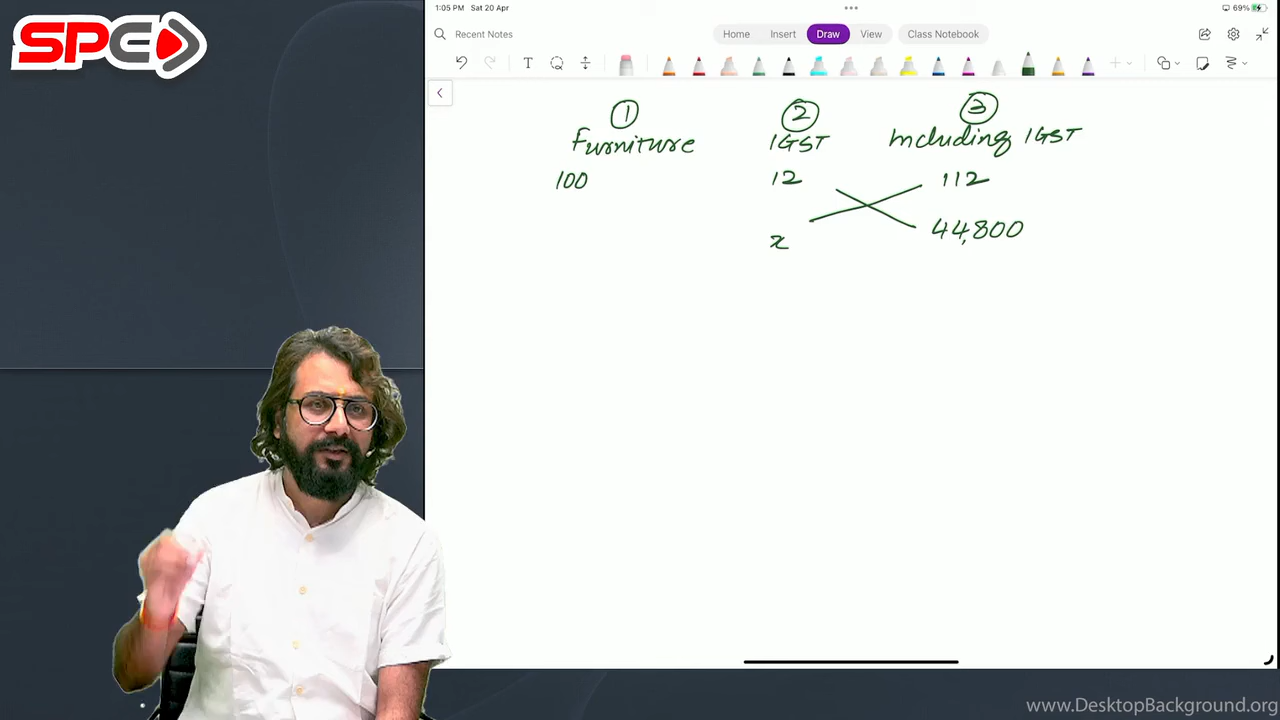 SPC
1:05 PM Sat 20 Apr
69%
Recent Notes
Home Insert Draw View Class Notebook
T
1 2 3
Furniture IGST Including IGST
100 12 112
x 44,800
www.DesktopBackground.org